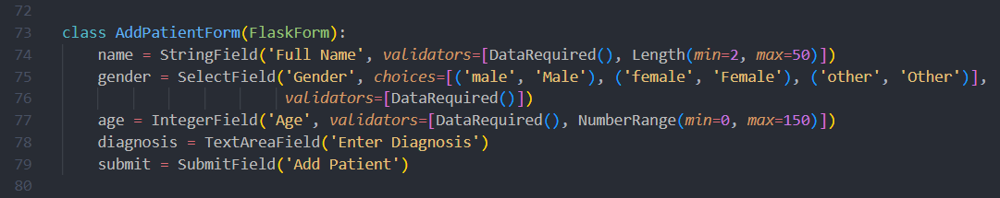 72
73 class AddPatientForm(FlaskForm):
74 name = StringField('Full Name', validators=[DataRequired(), Length(min=2, max=50)])
75 gender = SelectField('Gender', choices=[('male', 'Male'), ('female', 'Female'), ('other', 'Other')],
76 validators=[DataRequired()])
77 age = IntegerField('Age', validators=[DataRequired(), NumberRange(min=0, max=150)])
78 diagnosis = TextAreaField('Enter Diagnosis')
79 submit = SubmitField('Add Patient')
80